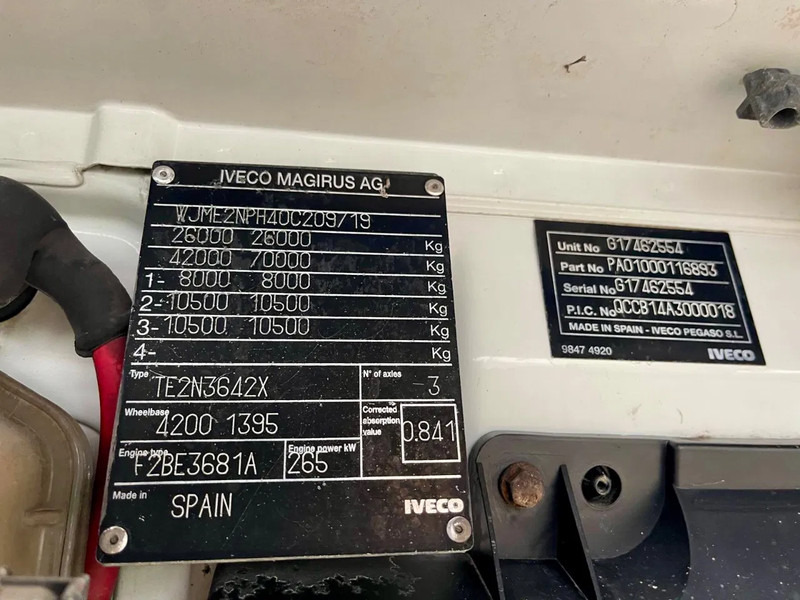 IVECO MAGIRUS AG
WJME2NPH40C209/19
26000 26000 Kg
42000 70000 Kg
1- 8000 8000 Kg
2- 10500 10500 Kg
3- 10500 10500 Kg
4- Kg
Type TE2N3642X N° of axles 3
Wheelbase 4200 1395 Corrected absorption value 0.841
Engine type F2BE3681A Engine power kW 265
Made in SPAIN IVECO
Unit No G17462554
Part No PA01000116893
Serial No G17462554
P.I.C. No QCCB14A3000018
MADE IN SPAIN - IVECO PEGASO S.L.
9847 4920 IVECO